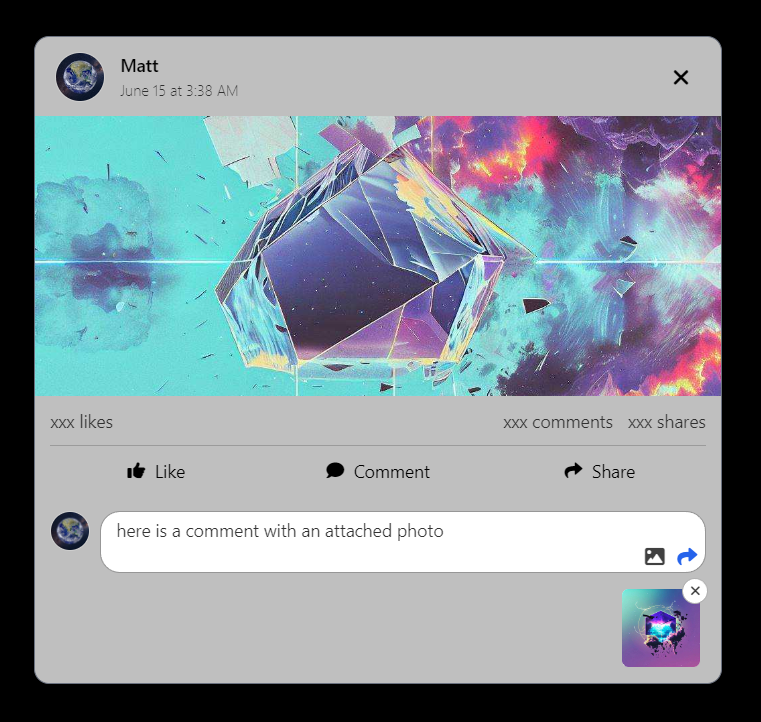 Matt
June 15 at 3:38 AM
xxx likes
xxx comments
xxx shares
Like
Comment
Share
here is a comment with an attached photo